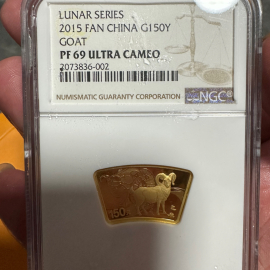 LUNAR SERIES
2015 FAN CHINA G150Y
GOAT
PF 69 ULTRA CAMEO
2073836-002
NUMISMATIC GUARANTY CORPORATION
NGC
150